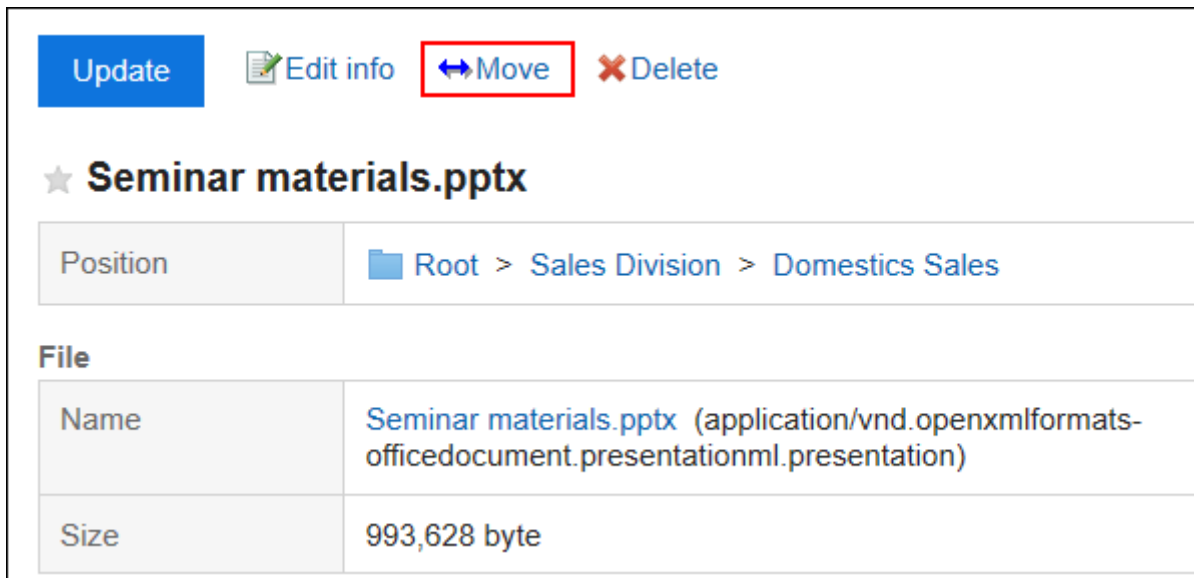 Update Edit info Move Delete
Seminar materials.pptx
Position Root > Sales Division > Domestics Sales
File
Name Seminar materials.pptx (application/vnd.openxmlformats-
officedocument.presentationml.presentation)
Size 993,628 byte